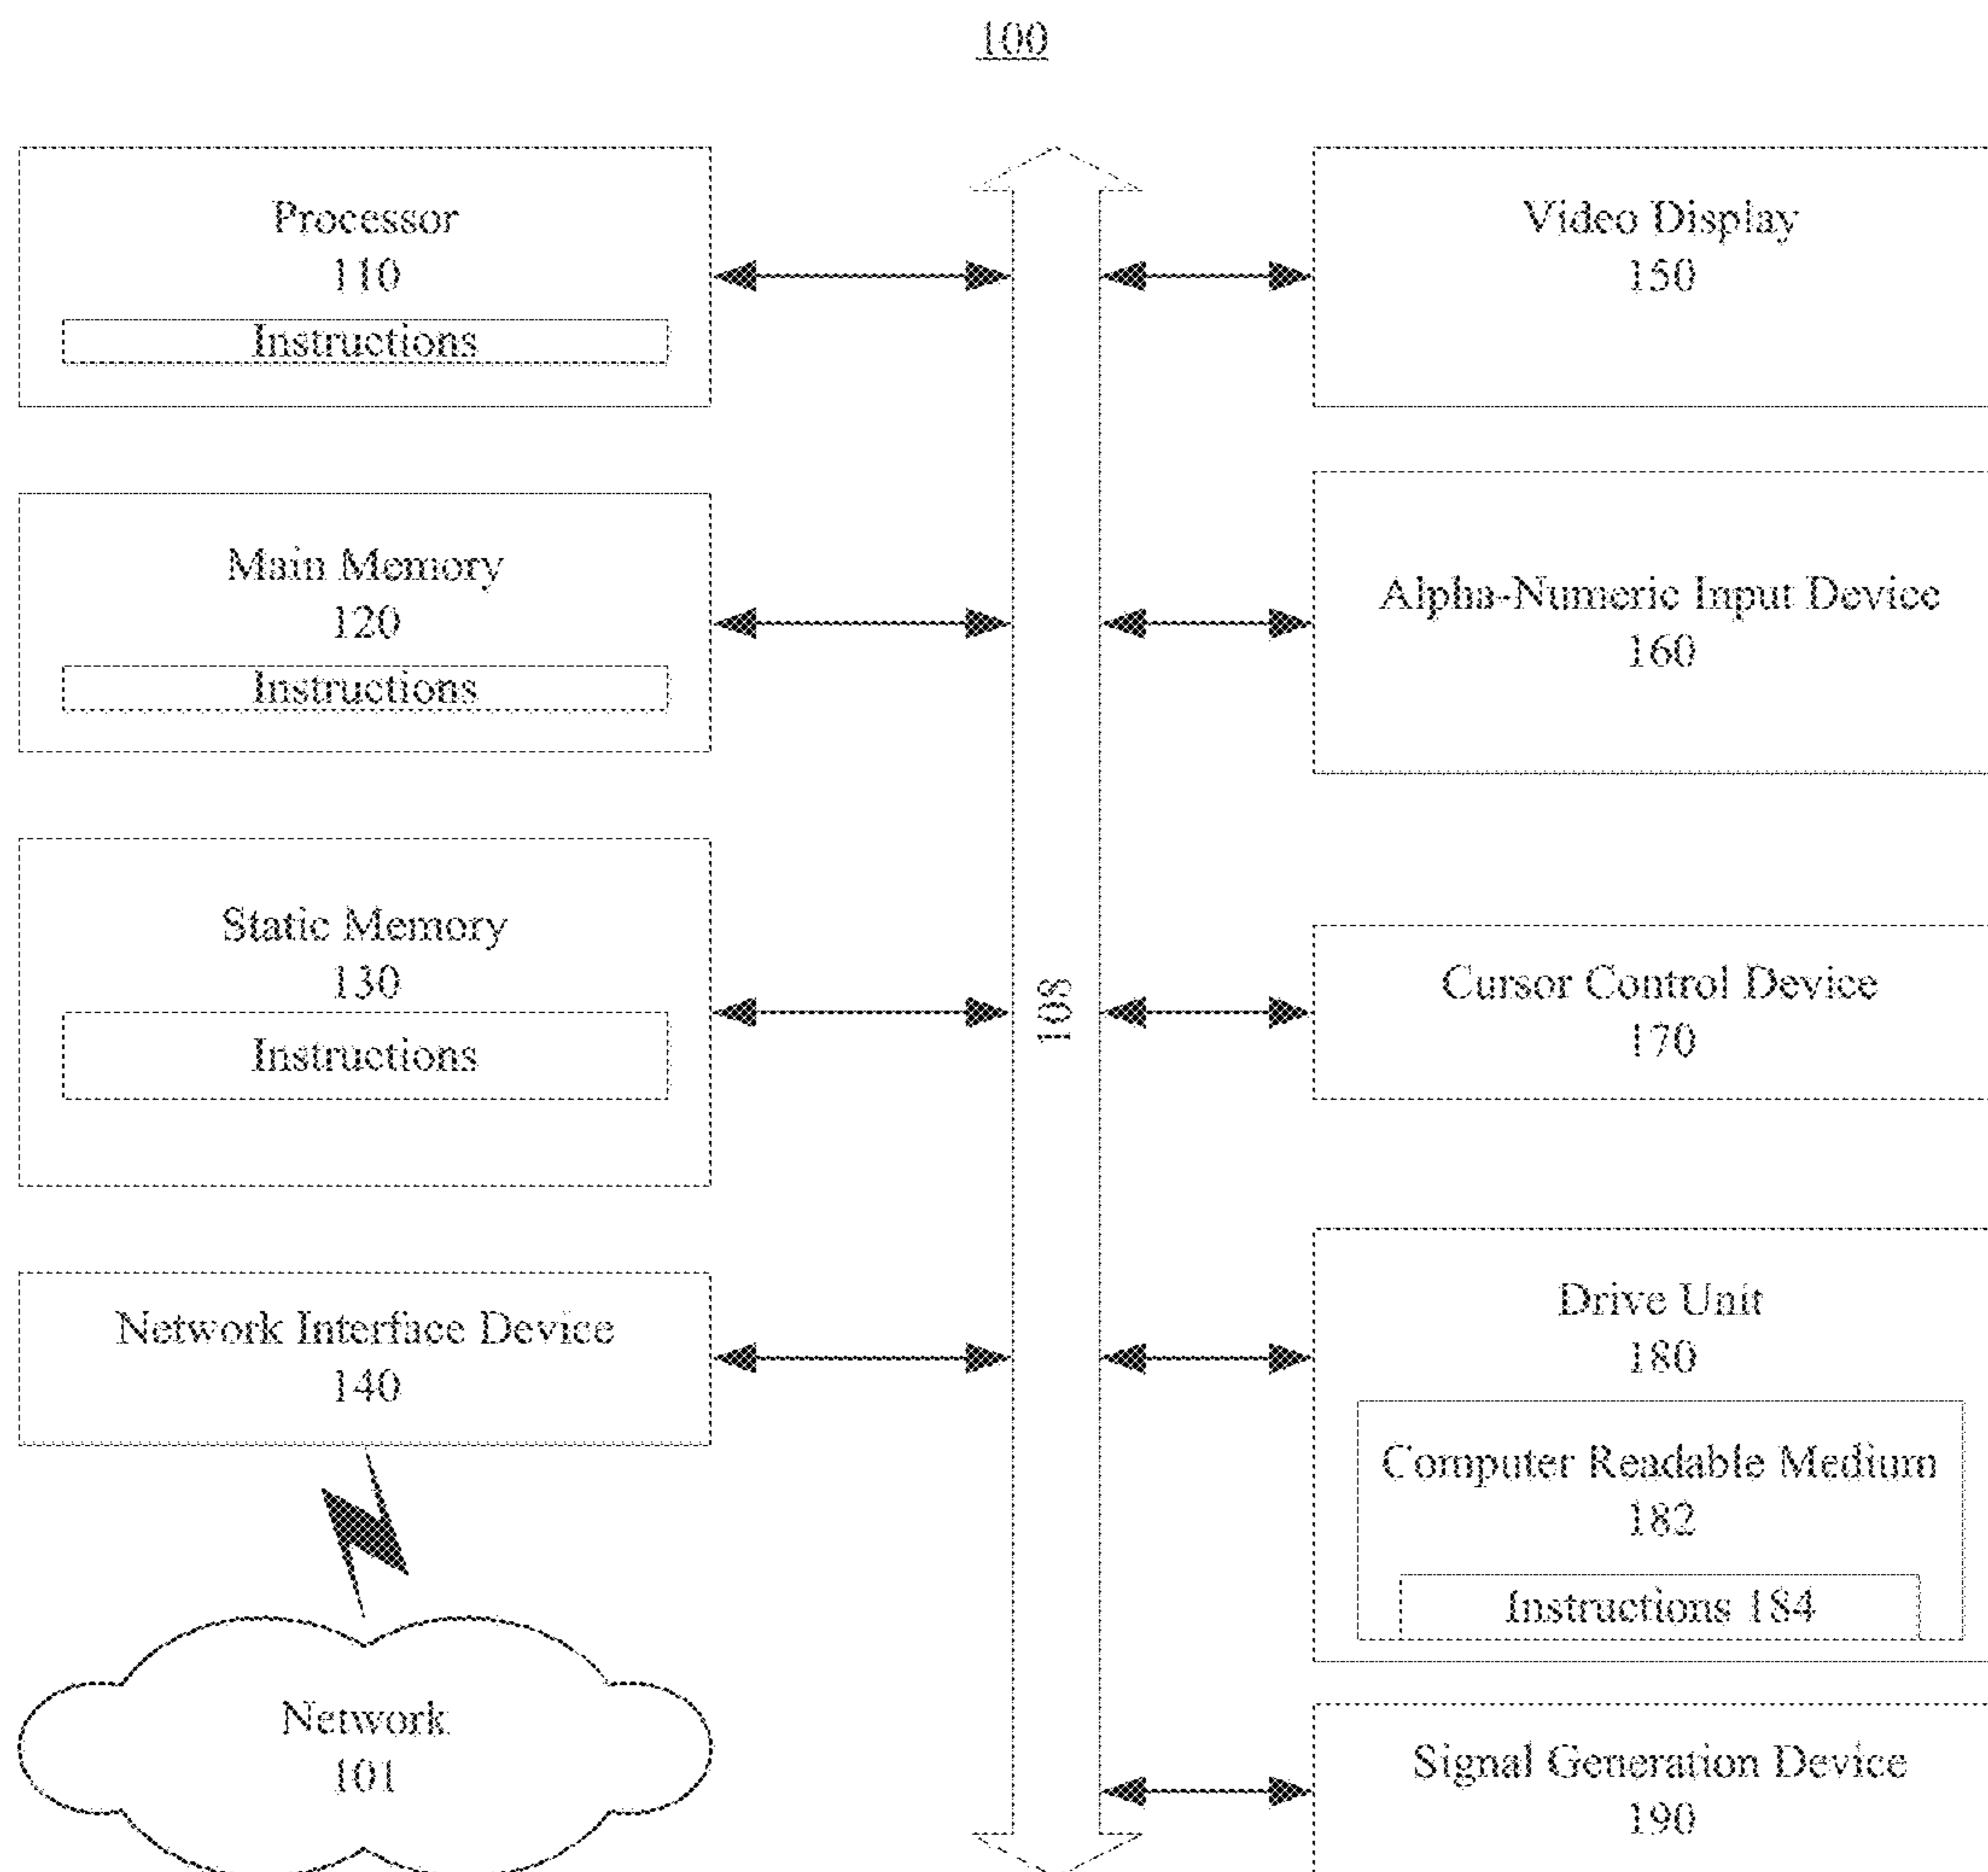 100
Processor
110
Instructions
Main Memory
120
Instructions
Static Memory
130
Instructions
Network Interface Device
140
Network
101
108
Video Display
150
Alpha-Numeric Input Device
160
Cursor Control Device
170
Drive Unit
180
Computer Readable Medium
182
Instructions 184
Signal Generation Device
190